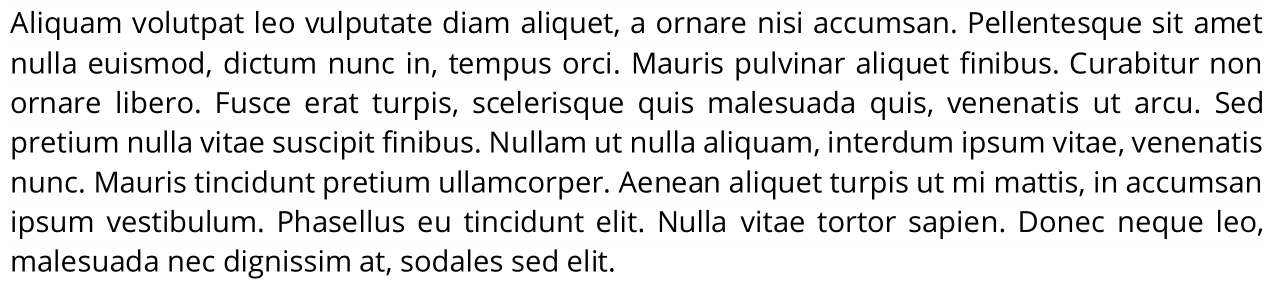 Aliquam volutpat leo vulputate diam aliquet, a ornare nisi accumsan. Pellentesque sit amet
nulla euismod, dictum nunc in, tempus orci. Mauris pulvinar aliquet finibus. Curabitur non
ornare libero. Fusce erat turpis, scelerisque quis malesuada quis, venenatis ut arcu. Sed
pretium nulla vitae suscipit finibus. Nullam ut nulla aliquam, interdum ipsum vitae, venenatis
nunc. Mauris tincidunt pretium ullamcorper. Aenean aliquet turpis ut mi mattis, in accumsan
ipsum vestibulum. Phasellus eu tincidunt elit. Nulla vitae tortor sapien. Donec neque leo,
malesuada nec dignissim at, sodales sed elit.